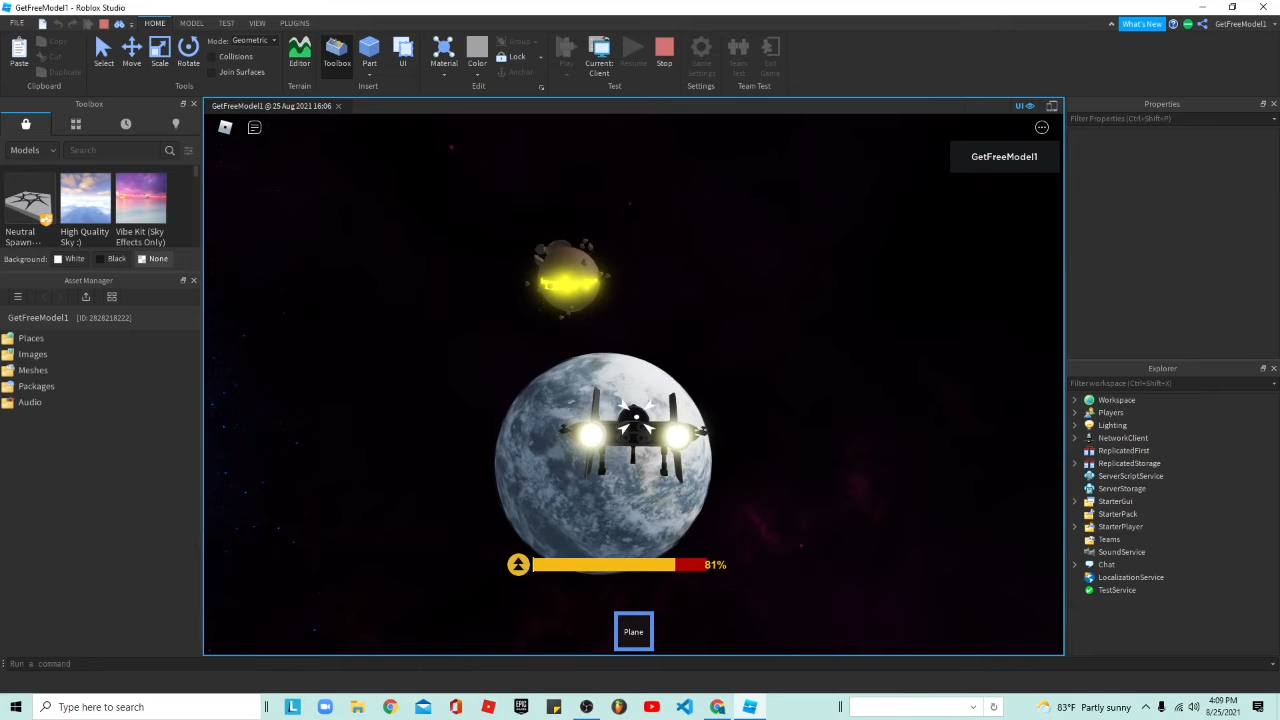 GetFreeModel1 - Roblox Studio
FILE
HOME
MODEL
TEST
VIEW
PLUGINS
What's New
GetFreeModel1
Paste
Copy
Cut
Duplicate
Clipboard
Select
Move
Scale
Rotate
Mode: Geometric
Collisions
Join Surfaces
Tools
Editor
Terrain
Toolbox
Part
UI
Insert
Material
Color
Group
Lock
Anchor
Edit
Play
Current: Client
Resume
Stop
Test
Game Settings
Settings
Team Test
Exit Game
Team Test
Toolbox
Models
Search
Neutral Spawn...
High Quality Sky :)
Vibe Kit (Sky Effects Only)
Background: White Black None
Asset Manager
GetFreeModel1 [ID: 2828218222]
Places
Images
Meshes
Packages
Audio
GetFreeModel1 @ 25 Aug 2021 16:06
UI
GetFreeModel1
81%
Plane
Properties
Filter Properties (Ctrl+Shift+P)
Explorer
Filter workspace (Ctrl+Shift+X)
Workspace
Players
Lighting
NetworkClient
ReplicatedFirst
ReplicatedStorage
ServerScriptService
ServerStorage
StarterGui
StarterPack
StarterPlayer
Teams
SoundService
Chat
LocalizationService
TestService
Run a command
Type here to search
EPIC GAMES
83°F Partly sunny
4:09 PM
8/25/2021